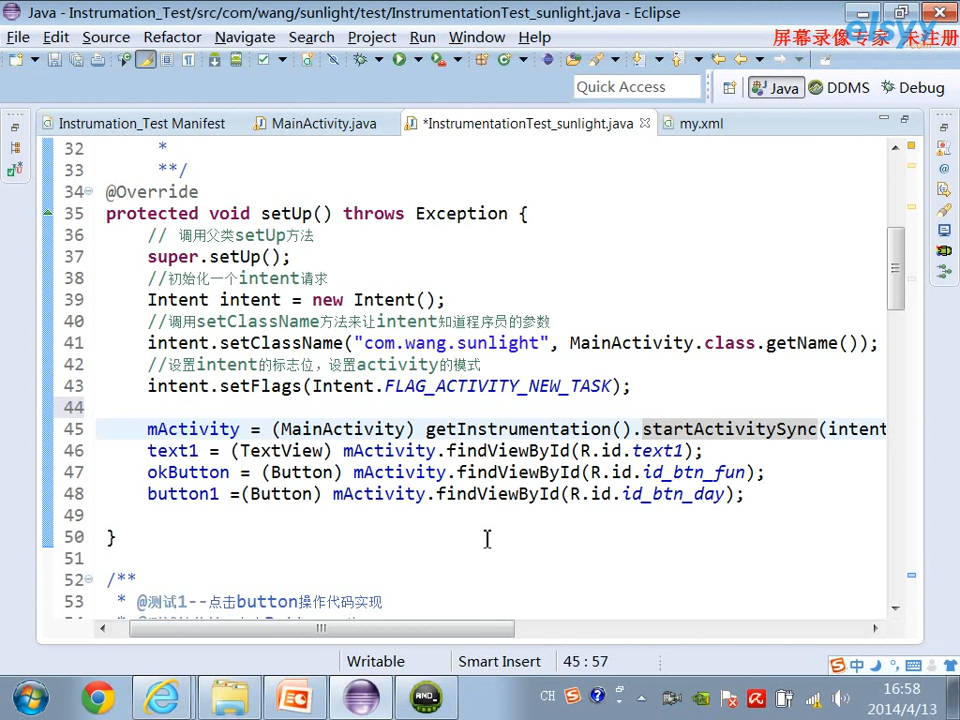 Java - Instrumation_Test/src/com/wang/sunlight/test/InstrumentationTest_sunlight.java - Eclipse
elsyx
屏幕录像专家 未注册
File Edit Source Refactor Navigate Search Project Run Window Help
Quick Access
Java DDMS Debug
Instrumation_Test Manifest MainActivity.java *InstrumentationTest_sunlight.java my.xml
32 *
33 **/
34 @Override
35 protected void setUp() throws Exception {
36 // 调用父类setUp方法
37 super.setUp();
38 //初始化一个intent请求
39 Intent intent = new Intent();
40 //调用setClassName方法来让intent知道程序员的参数
41 intent.setClassName("com.wang.sunlight", MainActivity.class.getName());
42 //设置intent的标志位，设置activity的模式
43 intent.setFlags(Intent.FLAG_ACTIVITY_NEW_TASK);
44
45 mActivity = (MainActivity) getInstrumentation().startActivitySync(intent
46 text1 = (TextView) mActivity.findViewById(R.id.text1);
47 okButton = (Button) mActivity.findViewById(R.id.id_btn_fun);
48 button1 =(Button) mActivity.findViewById(R.id.id_btn_day);
49
50 }
51
52 /**
53 * @测试1--点击button操作代码实现
Writable Smart Insert 45 : 57
中
CH
16:58
2014/4/13